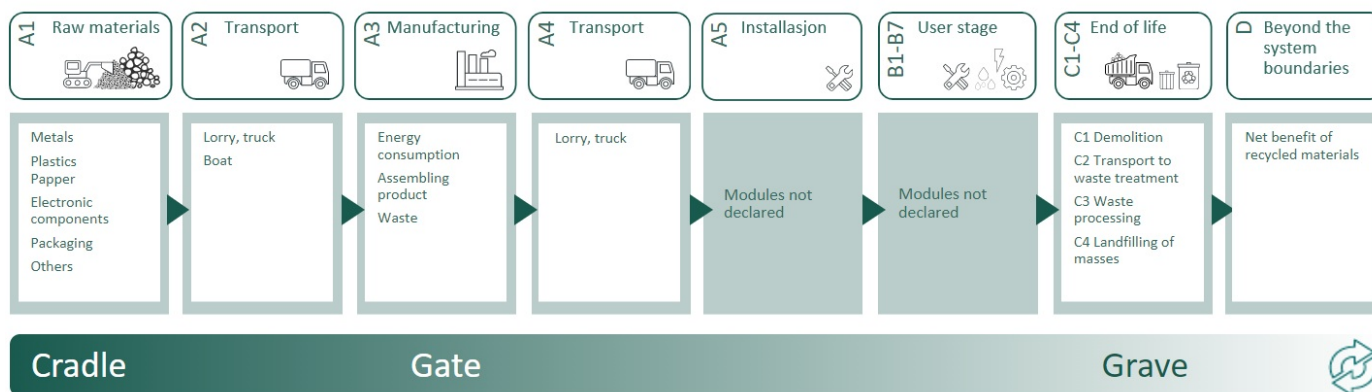 A1
Raw materials
A2
Transport
A3
Manufacturing
A4
Transport
A5
Installasjon
B1-B7
User stage
C1-C4
End of life
D
Beyond the
system
boundaries
Metals
Plastics
Papper
Electronic
components
Packaging
Others
Lorry, truck
Boat
Energy
consumption
Assembling
product
Waste
Lorry, truck
Modules not
declared
Modules not
declared
C1 Demolition
C2 Transport to
waste treatment
C3 Waste
processing
C4 Landfilling of
masses
Net benefit of
recycled materials
Cradle
Gate
Grave